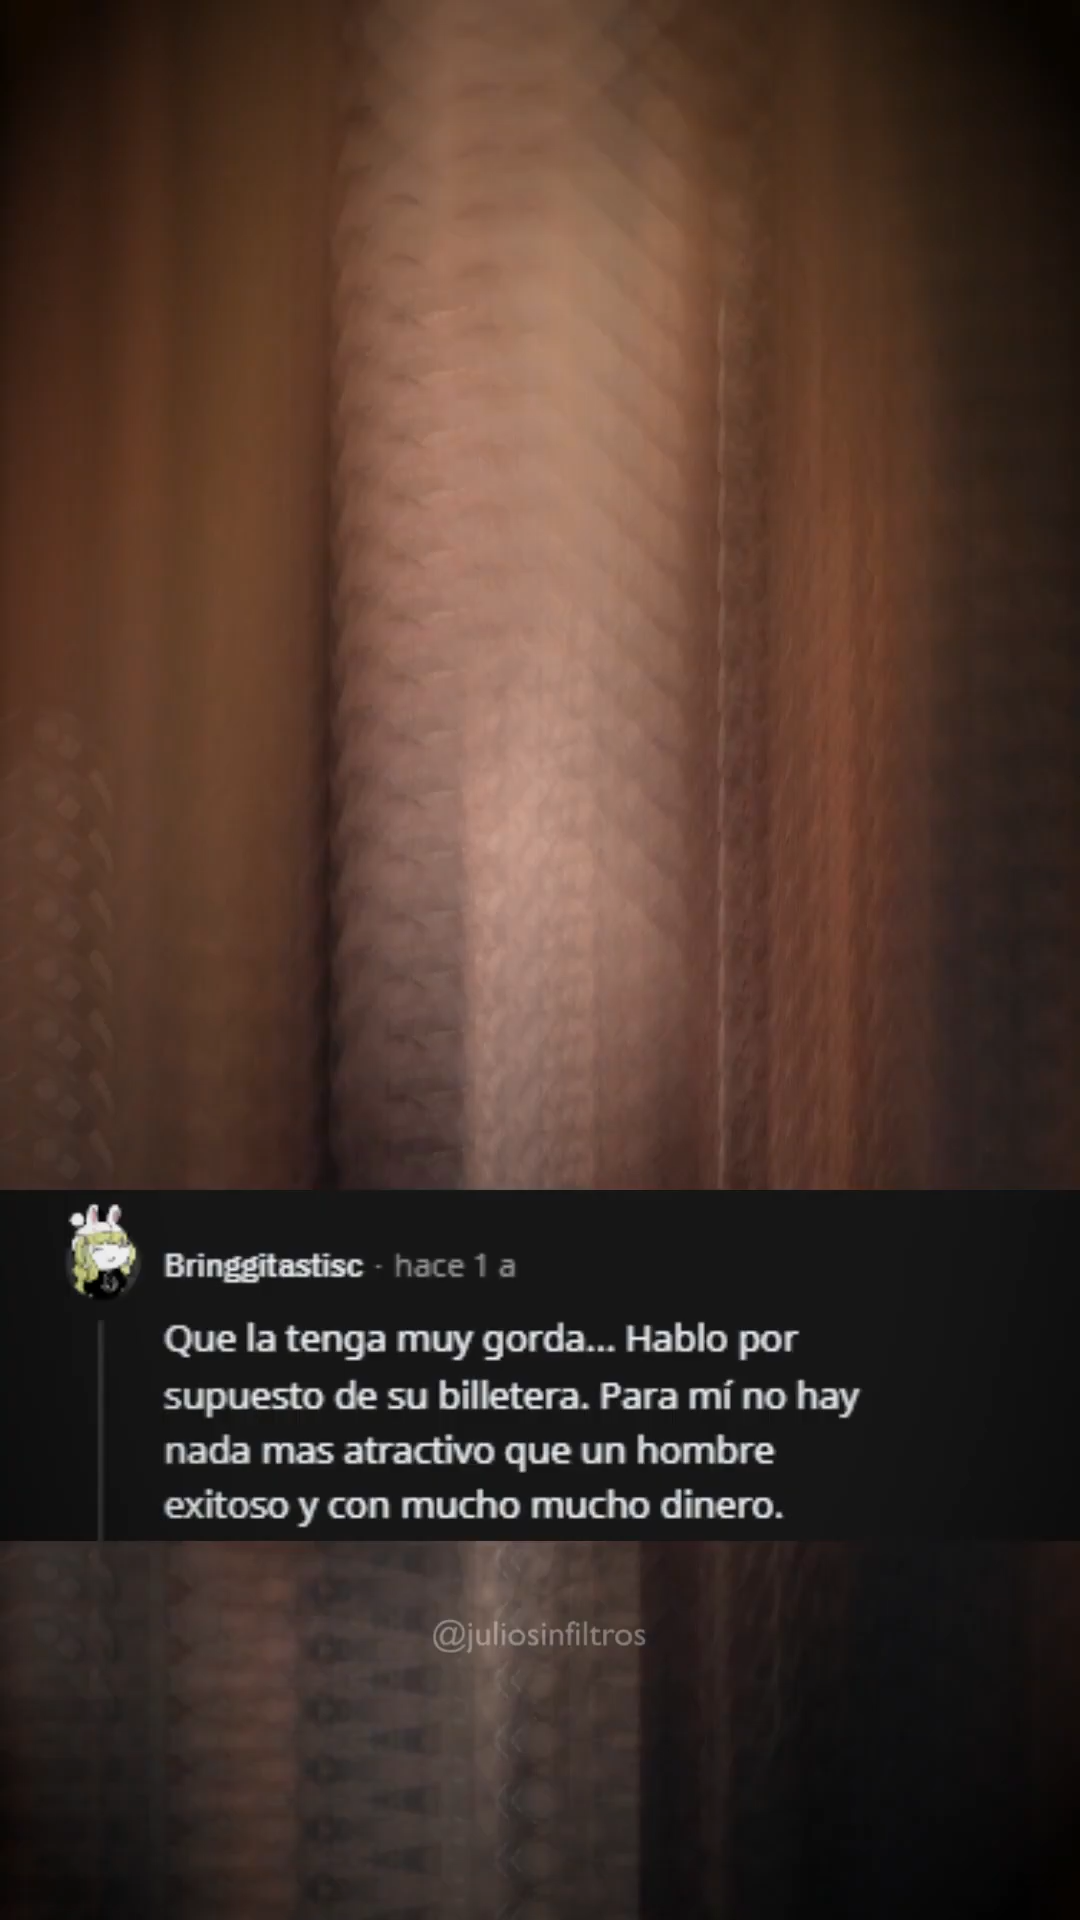 Bringgitastisc · hace 1 a
Que la tenga muy gorda... Hablo por
supuesto de su billetera. Para mí no hay
nada mas atractivo que un hombre
exitoso y con mucho mucho dinero.
@juliosinfiltros